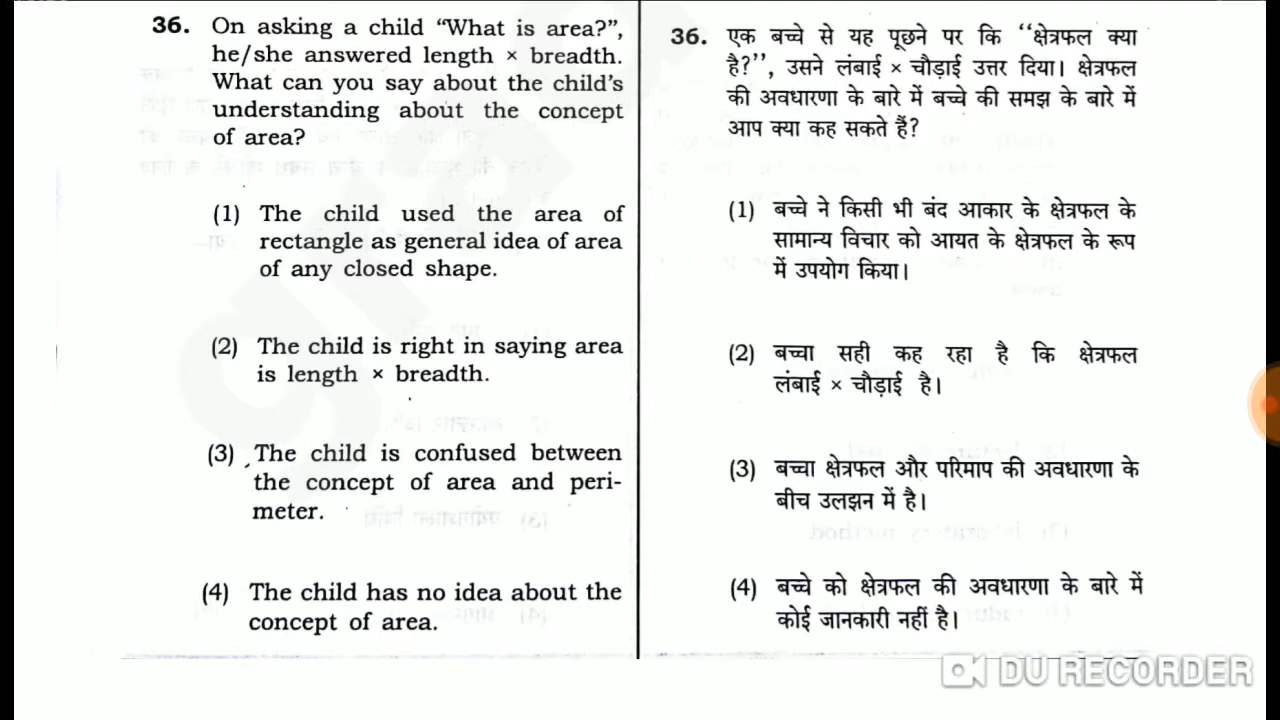 36. On asking a child "What is area?",
he/she answered length × breadth.
What can you say about the child's
understanding about the concept
of area?
(1) The child used the area of
rectangle as general idea of area
of any closed shape.
(2) The child is right in saying area
is length × breadth.
(3) The child is confused between
the concept of area and peri-
meter.
(4) The child has no idea about the
concept of area.
36. एक बच्चे से यह पूछने पर कि "क्षेत्रफल क्या
है?", उसने लंबाई × चौड़ाई उत्तर दिया। क्षेत्रफल
की अवधारणा के बारे में बच्चे की समझ के बारे में
आप क्या कह सकते हैं?
(1) बच्चे ने किसी भी बंद आकार के क्षेत्रफल के
सामान्य विचार को आयत के क्षेत्रफल के रूप
में उपयोग किया।
(2) बच्चा सही कह रहा है कि क्षेत्रफल
लंबाई × चौड़ाई है।
(3) बच्चा क्षेत्रफल और परिमाप की अवधारणा के
बीच उलझन में है।
(4) बच्चे को क्षेत्रफल की अवधारणा के बारे में
कोई जानकारी नहीं है।
DU RECORDER